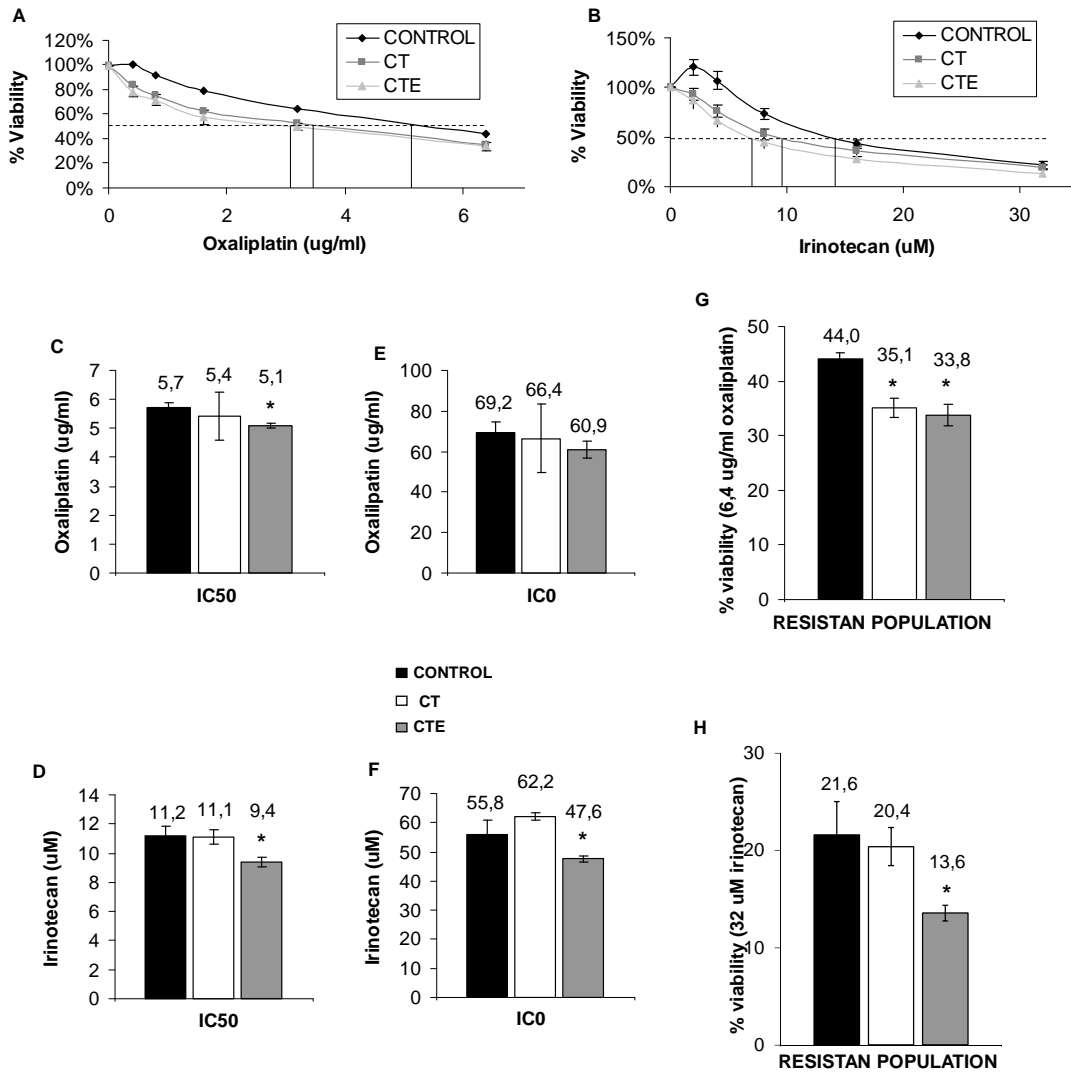 A
120%
100%
80%
60%
40%
20%
0%
% Viability
0
2
4
6
Oxaliplatin (ug/ml)
CONTROL
CT
CTE
B
150%
100%
50%
0%
% Viability
0
10
20
30
Irinotecan (uM)
CONTROL
CT
CTE
C
7
6
5
4
3
2
1
0
Oxaliplatin (ug/ml)
5,7
5,4
5,1
*
IC50
E
100
80
60
40
20
0
Oxalilpatin (ug/ml)
69,2
66,4
60,9
IC0
G
50
40
30
20
10
0
% viability (6,4 ug/ml oxaliplatin)
44,0
35,1
33,8
*
*
RESISTAN POPULATION
CONTROL
CT
CTE
D
14
12
10
8
6
4
2
0
Irinotecan (uM)
11,2
11,1
9,4
*
IC50
F
70
60
50
40
30
20
10
0
Irinotecan (uM)
55,8
62,2
47,6
*
IC0
H
30
20
10
0
% viability (32 uM irinotecan)
21,6
20,4
13,6
*
RESISTAN POPULATION